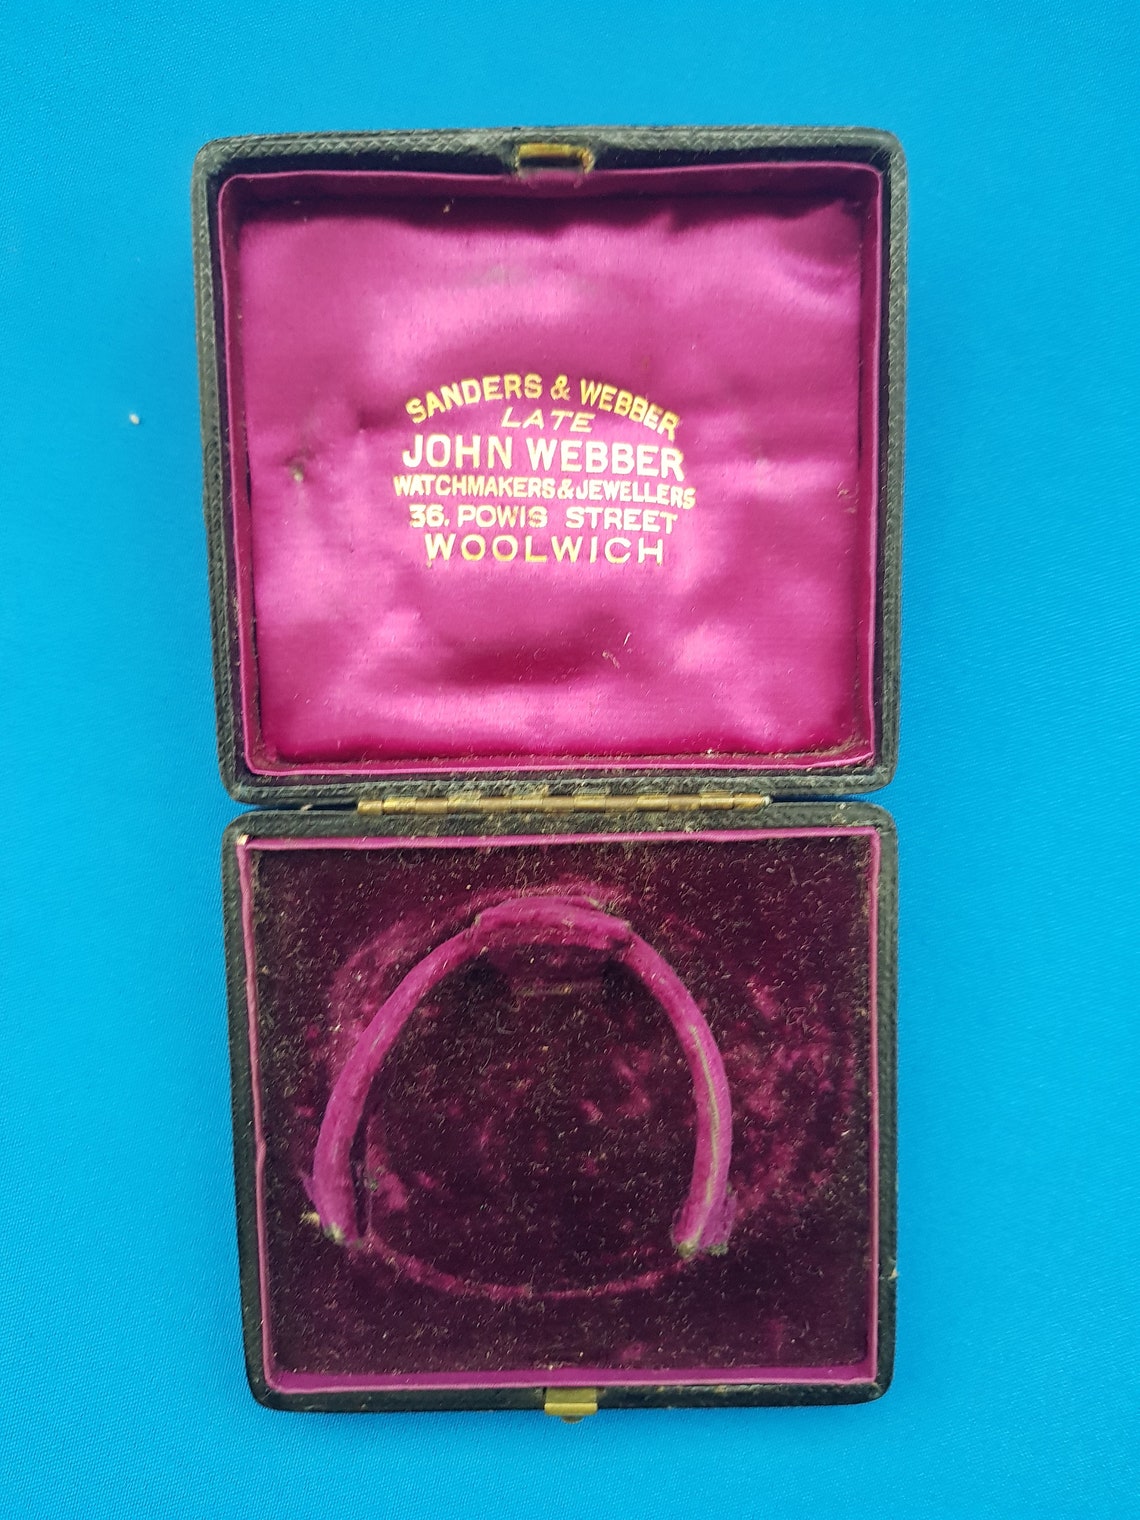 SANDERS & WEBBER
LATE
JOHN WEBBER
WATCHMAKERS & JEWELLERS
36, POWIS STREET
WOOLWICH